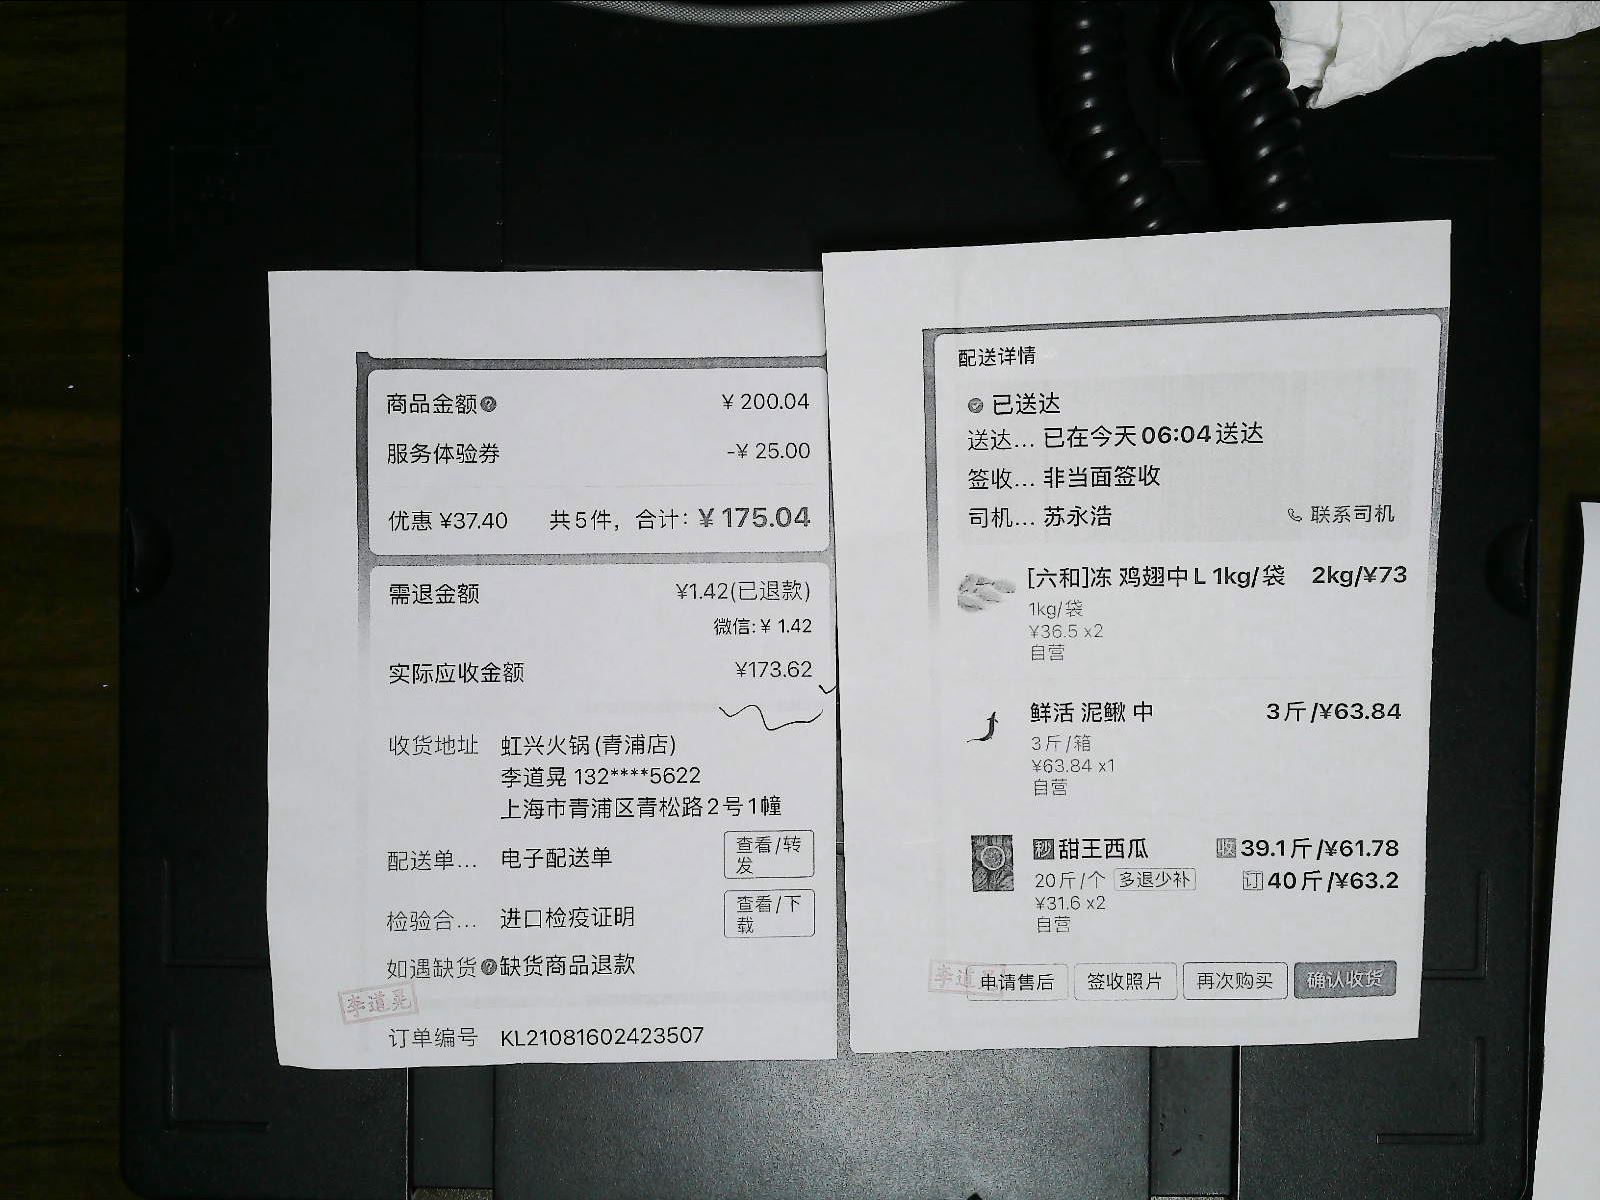 商品金额 ¥200.04
服务体验券 -¥25.00
优惠 ¥37.40 共5件，合计：¥175.04
需退金额 ¥1.42(已退款)
微信:¥1.42
实际应收金额 ¥173.62
收货地址 虹兴火锅(青浦店)
李道晃 132****5622
上海市青浦区青松路2号1幢
配送单... 电子配送单 查看/转
发
检验合... 进口检疫证明 查看/下
载
如遇缺货 缺货商品退款
李道晃
订单编号 KL21081602423507
配送详情
已送达
送达... 已在今天06:04送达
签收... 非当面签收
司机... 苏永浩 联系司机
[六和]冻 鸡翅中 L 1kg/袋 2kg/¥73
1kg/袋
¥36.5 x2
自营
鲜活 泥鳅 中 3斤/¥63.84
3斤/箱
¥63.84 x1
自营
秒 甜王西瓜 收 39.1斤/¥61.78
20斤/个 多退少补 订 40斤/¥63.2
¥31.6 x2
自营
李道晃
申请售后 签收照片 再次购买 确认收货